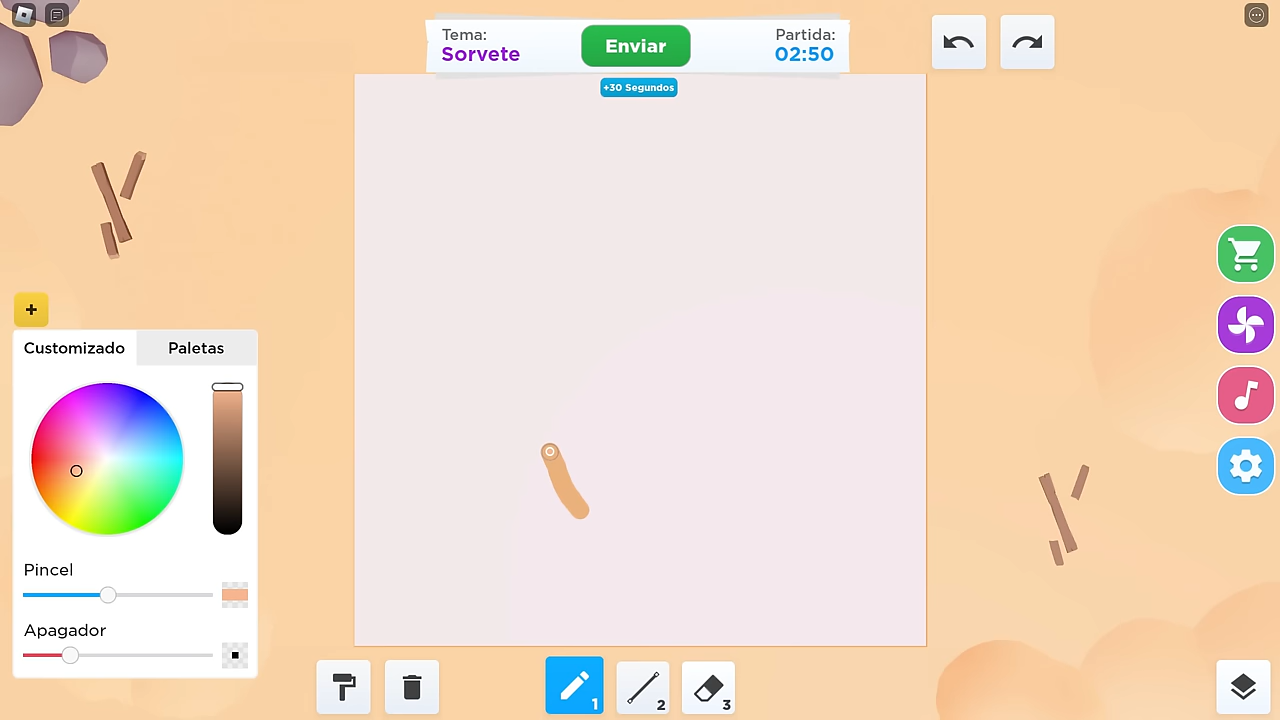 Tema:
Sorvete
Enviar
Partida:
02:50
+30 Segundos
+
Customizado
Paletas
Pincel
Apagador
1
2
3